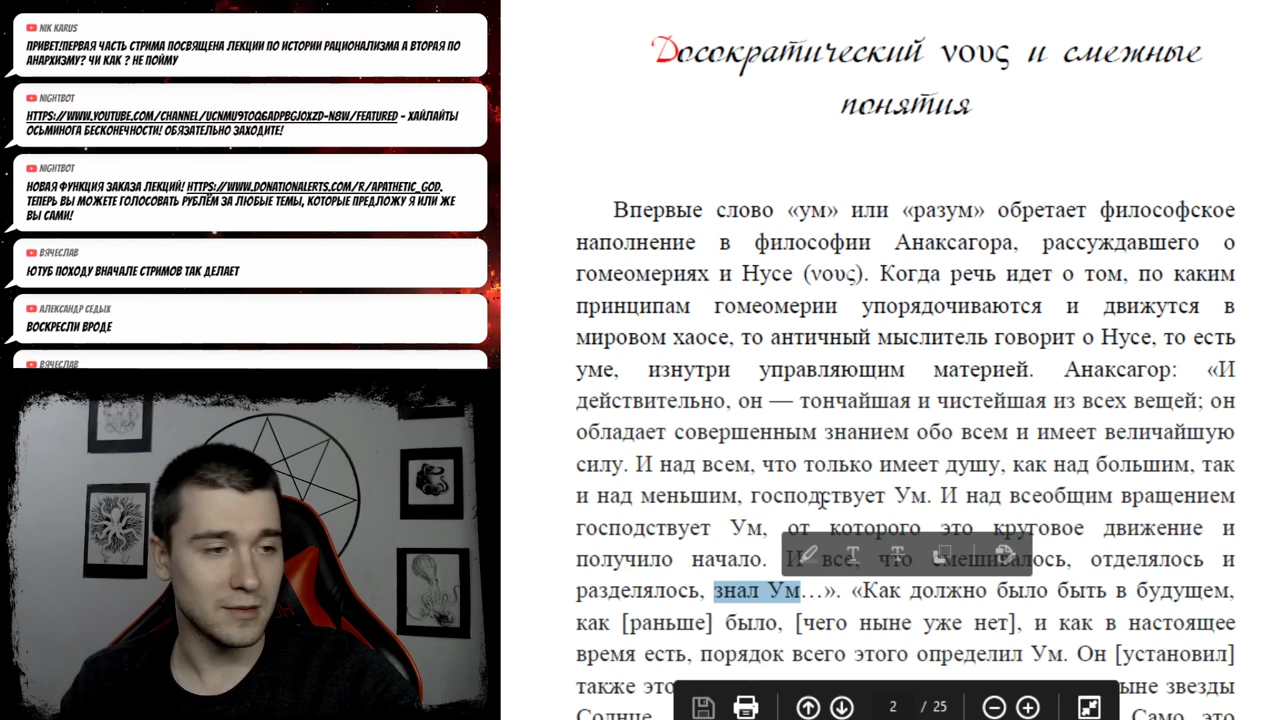 NIK KARUS
ПРИВЕТ!ПЕРВАЯ ЧАСТЬ СТРИМА ПОСВЯЩЕНА ЛЕКЦИИ ПО ИСТОРИИ РАЦИОНАЛИЗМА А ВТОРАЯ ПО
АНАРХИЗМУ? ЧИ КАК ? НЕ ПОЙМУ
NIGHTBOT
- ХАЙЛАЙТЫ
ОСЬМИНОГА БЕСКОНЕЧНОСТИ! ОБЯЗАТЕЛЬНО ЗАХОДИТЕ!
NIGHTBOT
НОВАЯ ФУНКЦИЯ ЗАКАЗА ЛЕКЦИЙ! HTTPS://WWW.DONATIONALERTS.COM/R/APATHETIC_GOD.
ТЕПЕРЬ ВЫ МОЖЕТЕ ГОЛОСОВАТЬ РУБЛЁМ ЗА ЛЮБЫЕ ТЕМЫ, КОТОРЫЕ ПРЕДЛОЖУ Я ИЛИ ЖЕ
ВЫ САМИ!
ВЯЧЕСЛАВ
ЮТУБ ПОХОДУ ВНАЧАЛЕ СТРИМОВ ТАК ДЕЛАЕТ
АЛЕКСАНДР СЕДЫХ
ВОСКРЕСЛИ ВРОДЕ
ВЯЧЕСЛАВ
Досократический νους и смежные
понятия
Впервые слово «ум» или «разум» обретает философское
наполнение в философии Анаксагора, рассуждавшего о
гомеомериях и Нусе (νους). Когда речь идет о том, по каким
принципам гомеомерии упорядочиваются и движутся в
мировом хаосе, то античный мыслитель говорит о Нусе, то есть
уме, изнутри управляющим материей. Анаксагор: «И
действительно, он — тончайшая и чистейшая из всех вещей; он
обладает совершенным знанием обо всем и имеет величайшую
силу. И над всем, что только имеет душу, как над большим, так
и над меньшим, господствует Ум. И над всеобщим вращением
господствует Ум, от которого это круговое движение и
получило начало. И все, что смешивалось, отделялось и
разделялось, знал Ум…». «Как должно было быть в будущем,
как [раньше] было, [чего ныне уже нет], и как в настоящее
время есть, порядок всего этого определил Ум. Он [установил]
также это ныне звезды
Солнце Само это
2 / 25